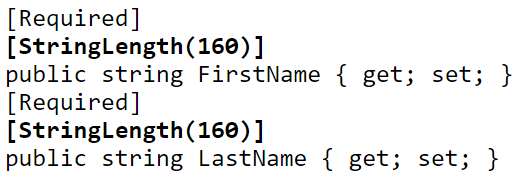 [Required]
[StringLength(160)]
public string FirstName { get; set; }
[Required]
[StringLength(160)]
public string LastName { get; set; }